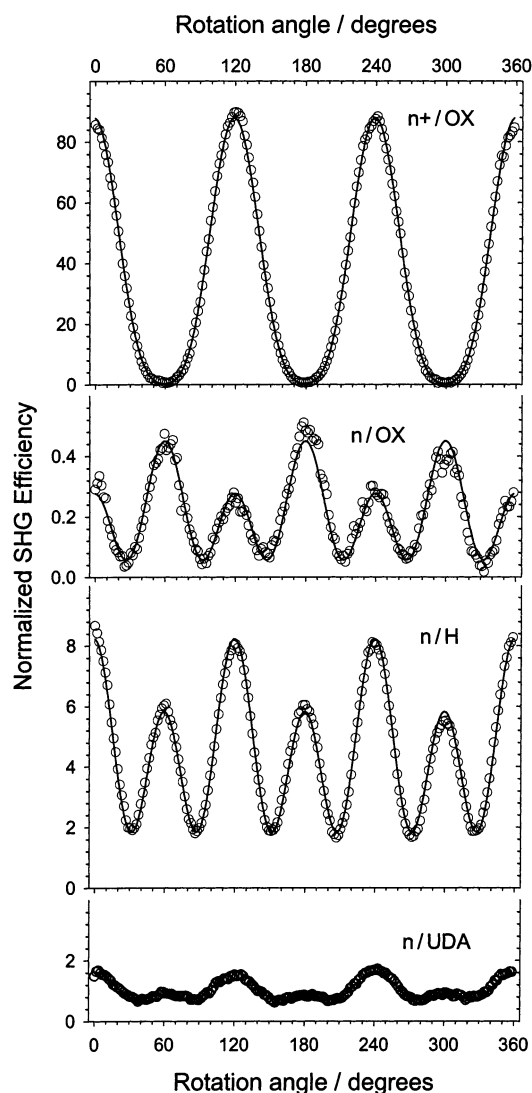 Rotation angle / degrees
0 60 120 180 240 300 360
n+/OX
80
60
40
20
0
n/OX
0.4
0.2
0.0
Normalized SHG Efficiency
n/H
8
6
4
2
0
n/UDA
2
0
0 60 120 180 240 300 360
Rotation angle / degrees